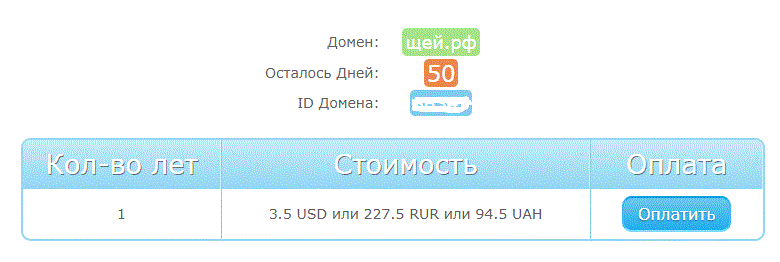 Домен: щей.рф
Осталось Дней: 50
ID Домена:
Кол-во лет Стоимость Оплата
1 3.5 USD или 227.5 RUR или 94.5 UAH Оплатить